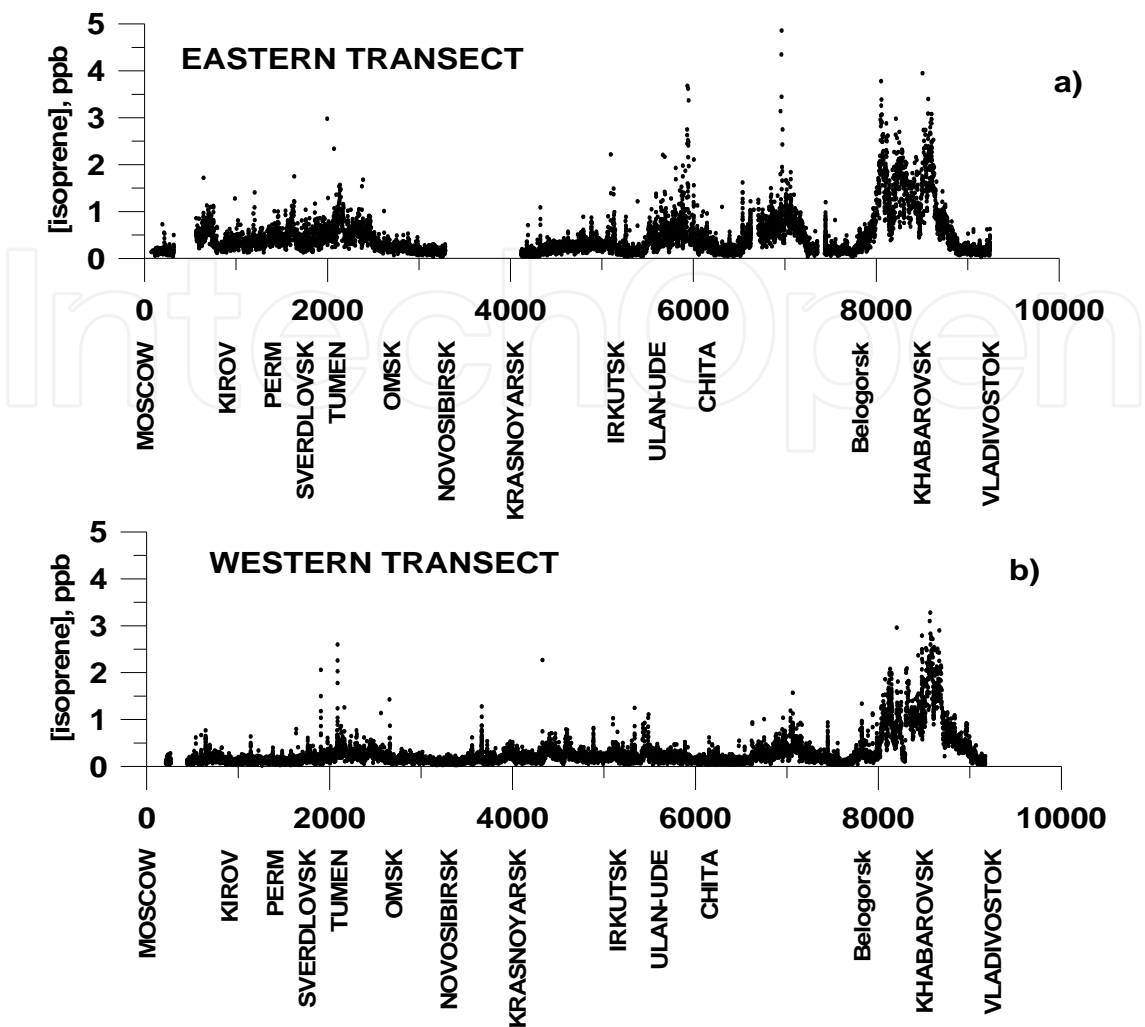 EASTERN TRANSECT
a)
[isoprene], ppb
5
4
3
2
1
0
0 2000 4000 6000 8000 10000
MOSCOW
KIROV
PERM
SVERDLOVSK
TUMEN
OMSK
NOVOSIBIRSK
KRASNOYARSK
IRKUTSK
ULAN-UDE
CHITA
Belogorsk
KHABAROVSK
VLADIVOSTOK
IntechOpen
WESTERN TRANSECT
b)
[isoprene], ppb
5
4
3
2
1
0
0 2000 4000 6000 8000 10000
MOSCOW
KIROV
PERM
SVERDLOVSK
TUMEN
OMSK
NOVOSIBIRSK
KRASNOYARSK
IRKUTSK
ULAN-UDE
CHITA
Belogorsk
KHABAROVSK
VLADIVOSTOK